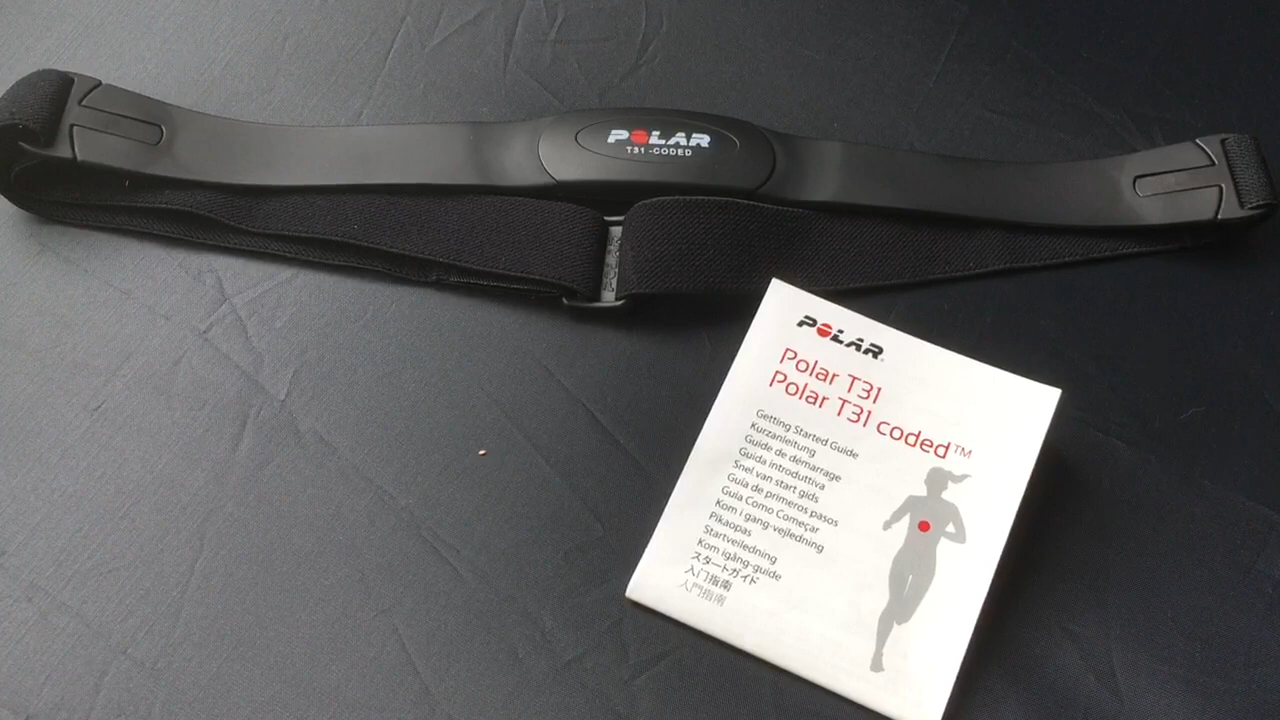 POLAR
T31 -CODED
POLAR
POLAR
Polar T31
Polar T31 coded™
Getting Started Guide
Kurzanleitung
Guide de démarrage
Guida introduttiva
Snel van start gids
Guía de primeros pasos
Guia Como Começar
Kom i gang-vejledning
Pikaopas
Startveiledning
Kom igång-guide
スタートガイド
入门指南
入門指南